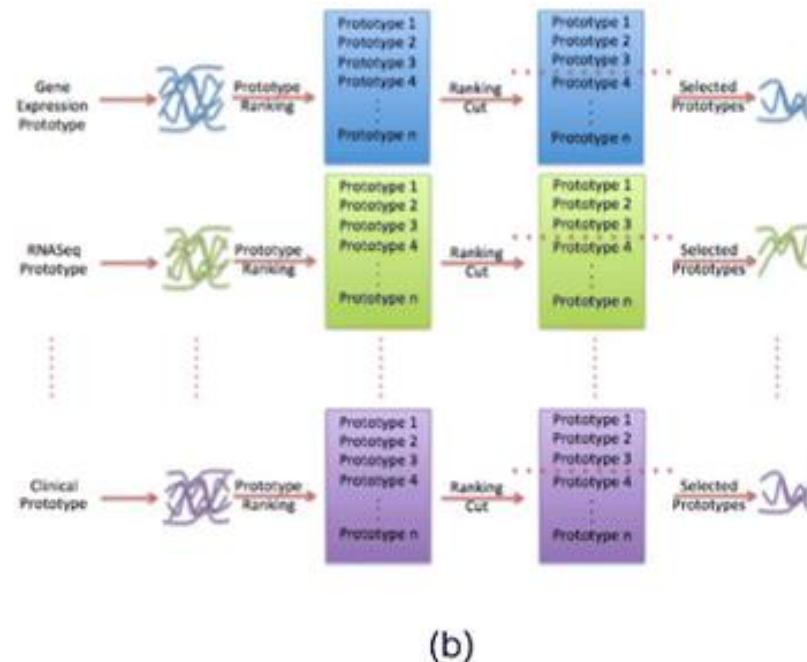 Gene
Expression
Prototype
Prototype
Ranking
Prototype 1
Prototype 2
Prototype 3
Prototype 4
Prototype n
Ranking
Cut
Prototype 1
Prototype 2
Prototype 3
Prototype 4
Prototype n
Selected
Prototypes
RNASeq
Prototype
Prototype
Ranking
Prototype 1
Prototype 2
Prototype 3
Prototype 4
Prototype n
Ranking
Cut
Prototype 1
Prototype 2
Prototype 3
Prototype 4
Prototype n
Selected
Prototypes
Clinical
Prototype
Prototype
Ranking
Prototype 1
Prototype 2
Prototype 3
Prototype 4
Prototype n
Ranking
Cut
Prototype 1
Prototype 2
Prototype 3
Prototype 4
Prototype n
Selected
Prototypes
(b)